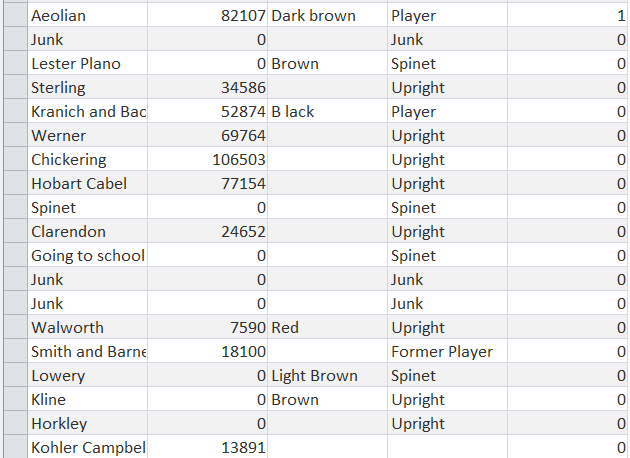 Aeolian 82107 Dark brown Player 1
Junk 0 Junk 0
Lester Plano 0 Brown Spinet 0
Sterling 34586 Upright 0
Kranich and Bac 52874 B lack Player 0
Werner 69764 Upright 0
Chickering 106503 Upright 0
Hobart Cabel 77154 Upright 0
Spinet 0 Spinet 0
Clarendon 24652 Upright 0
Going to school 0 Spinet 0
Junk 0 Junk 0
Junk 0 Junk 0
Walworth 7590 Red Upright 0
Smith and Barne 18100 Former Player 0
Lowery 0 Light Brown Spinet 0
Kline 0 Brown Upright 0
Horkley 0 Upright 0
Kohler Campbel 13891 0